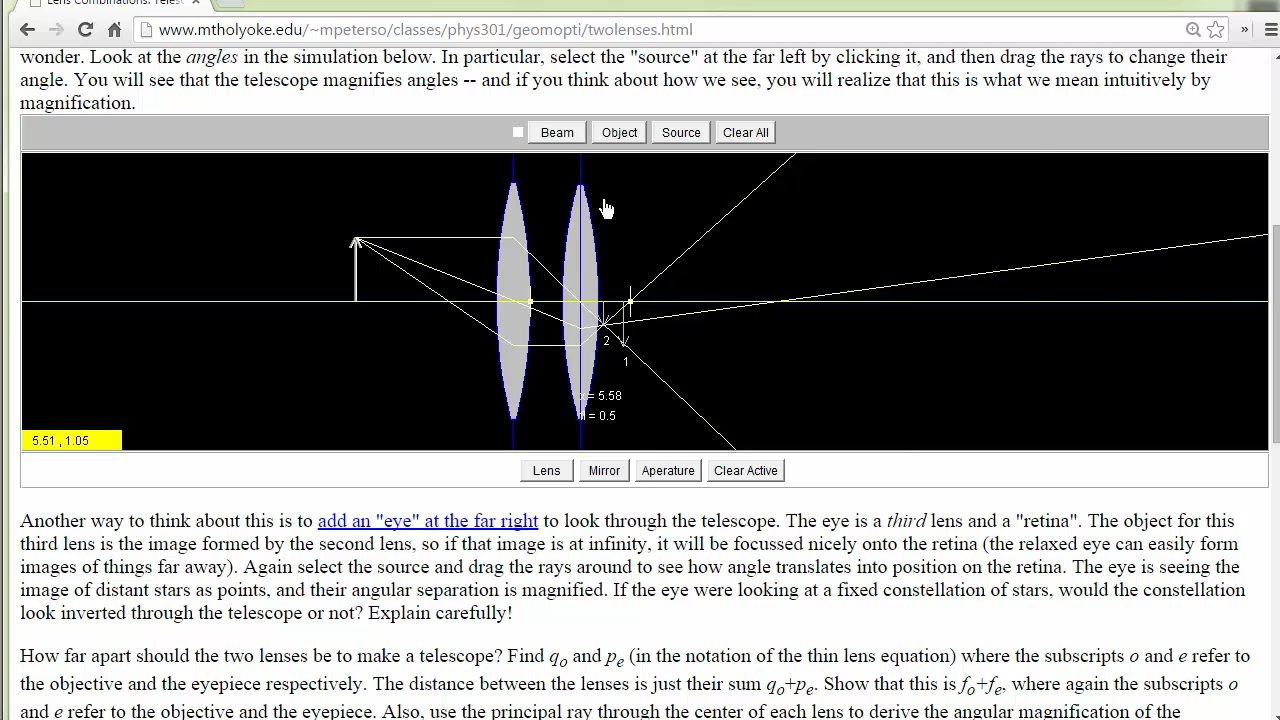 Lens Combinations: Telesc
www.mtholyoke.edu/~mpeterso/classes/phys301/geomopti/twolenses.html
wonder. Look at the angles in the simulation below. In particular, select the "source" at the far left by clicking it, and then drag the rays to change their
angle. You will see that the telescope magnifies angles -- and if you think about how we see, you will realize that this is what we mean intuitively by
magnification.
Beam Object Source Clear All
2
1
x = 5.58
= 0.5
5.51 , 1.05
Lens Mirror Aperature Clear Active
Another way to think about this is to add an "eye" at the far right to look through the telescope. The eye is a third lens and a "retina". The object for this
third lens is the image formed by the second lens, so if that image is at infinity, it will be focussed nicely onto the retina (the relaxed eye can easily form
images of things far away). Again select the source and drag the rays around to see how angle translates into position on the retina. The eye is seeing the
image of distant stars as points, and their angular separation is magnified. If the eye were looking at a fixed constellation of stars, would the constellation
look inverted through the telescope or not? Explain carefully!
How far apart should the two lenses be to make a telescope? Find qo and pe (in the notation of the thin lens equation) where the subscripts o and e refer to
the objective and the eyepiece respectively. The distance between the lenses is just their sum qo+pe. Show that this is fo+fe, where again the subscripts o
and e refer to the objective and the eyepiece. Also, use the principal ray through the center of each lens to derive the angular magnification of the